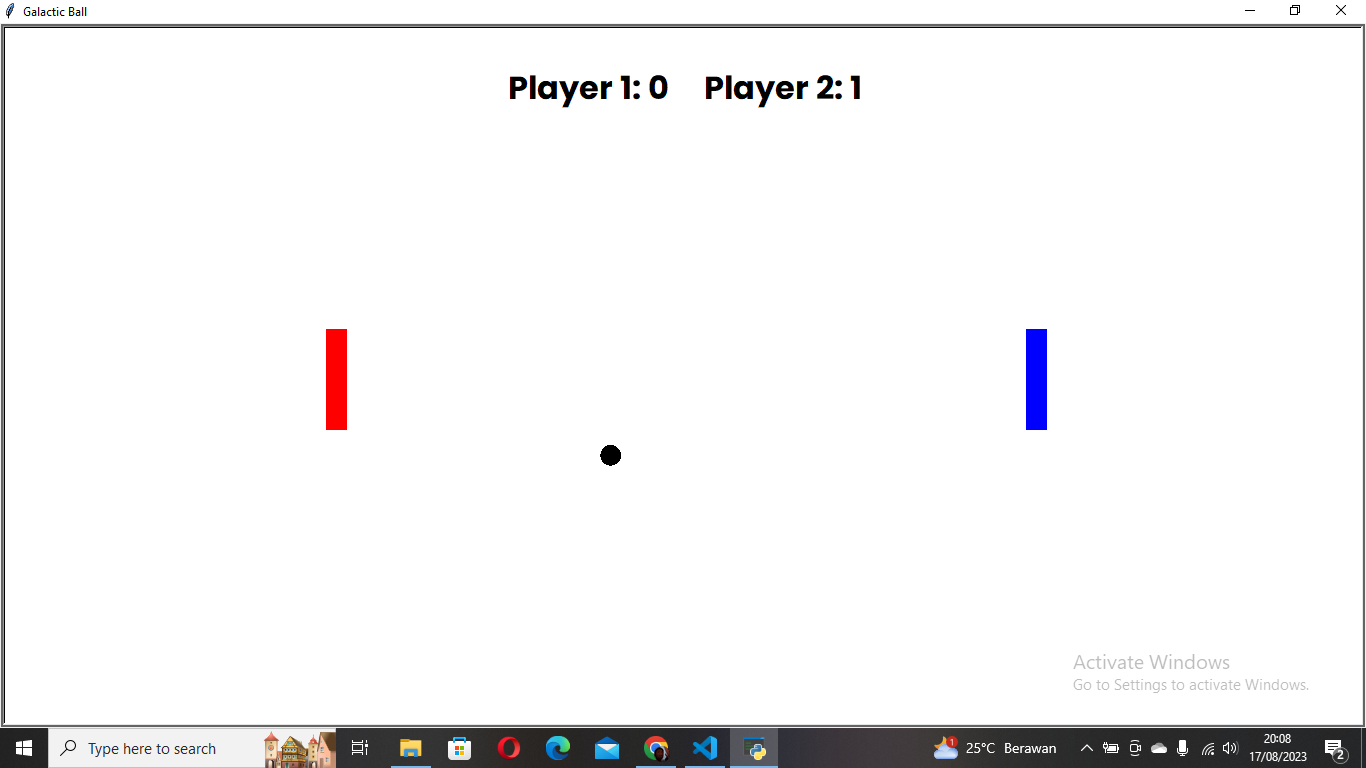 Galactic Ball
Player 1: 0 Player 2: 1
Activate Windows
Go to Settings to activate Windows.
Type here to search
1
25°C Berawan
20:08
17/08/2023
2